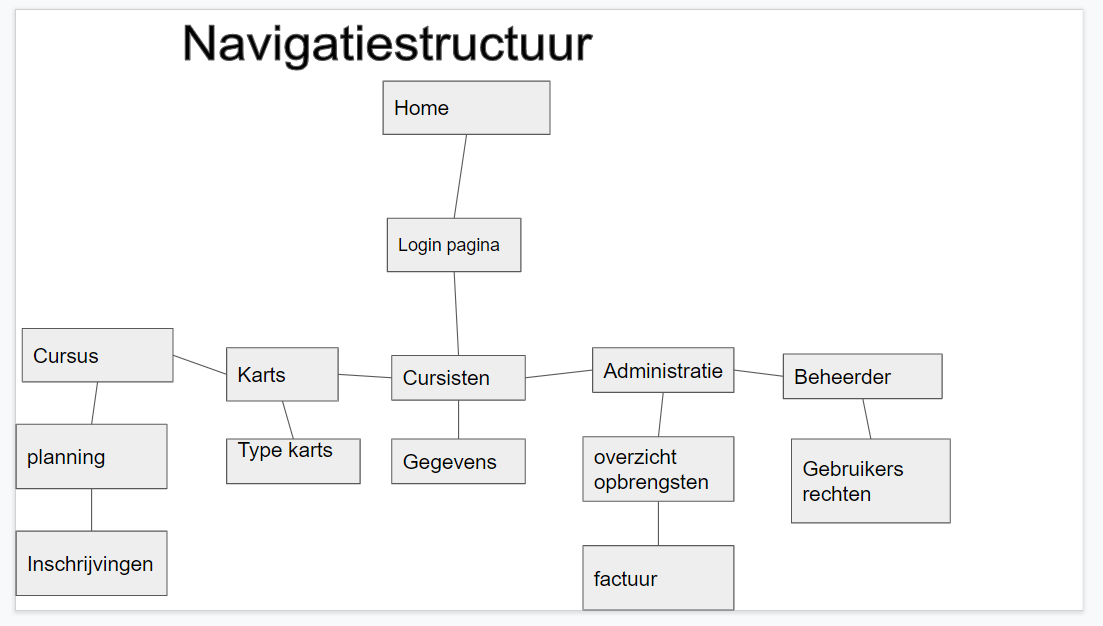 Navigatiestructuur
Home
Login pagina
Cursus
Karts
Cursisten
Administratie
Beheerder
planning
Type karts
Gegevens
overzicht
opbrengsten
Gebruikers
rechten
Inschrijvingen
factuur